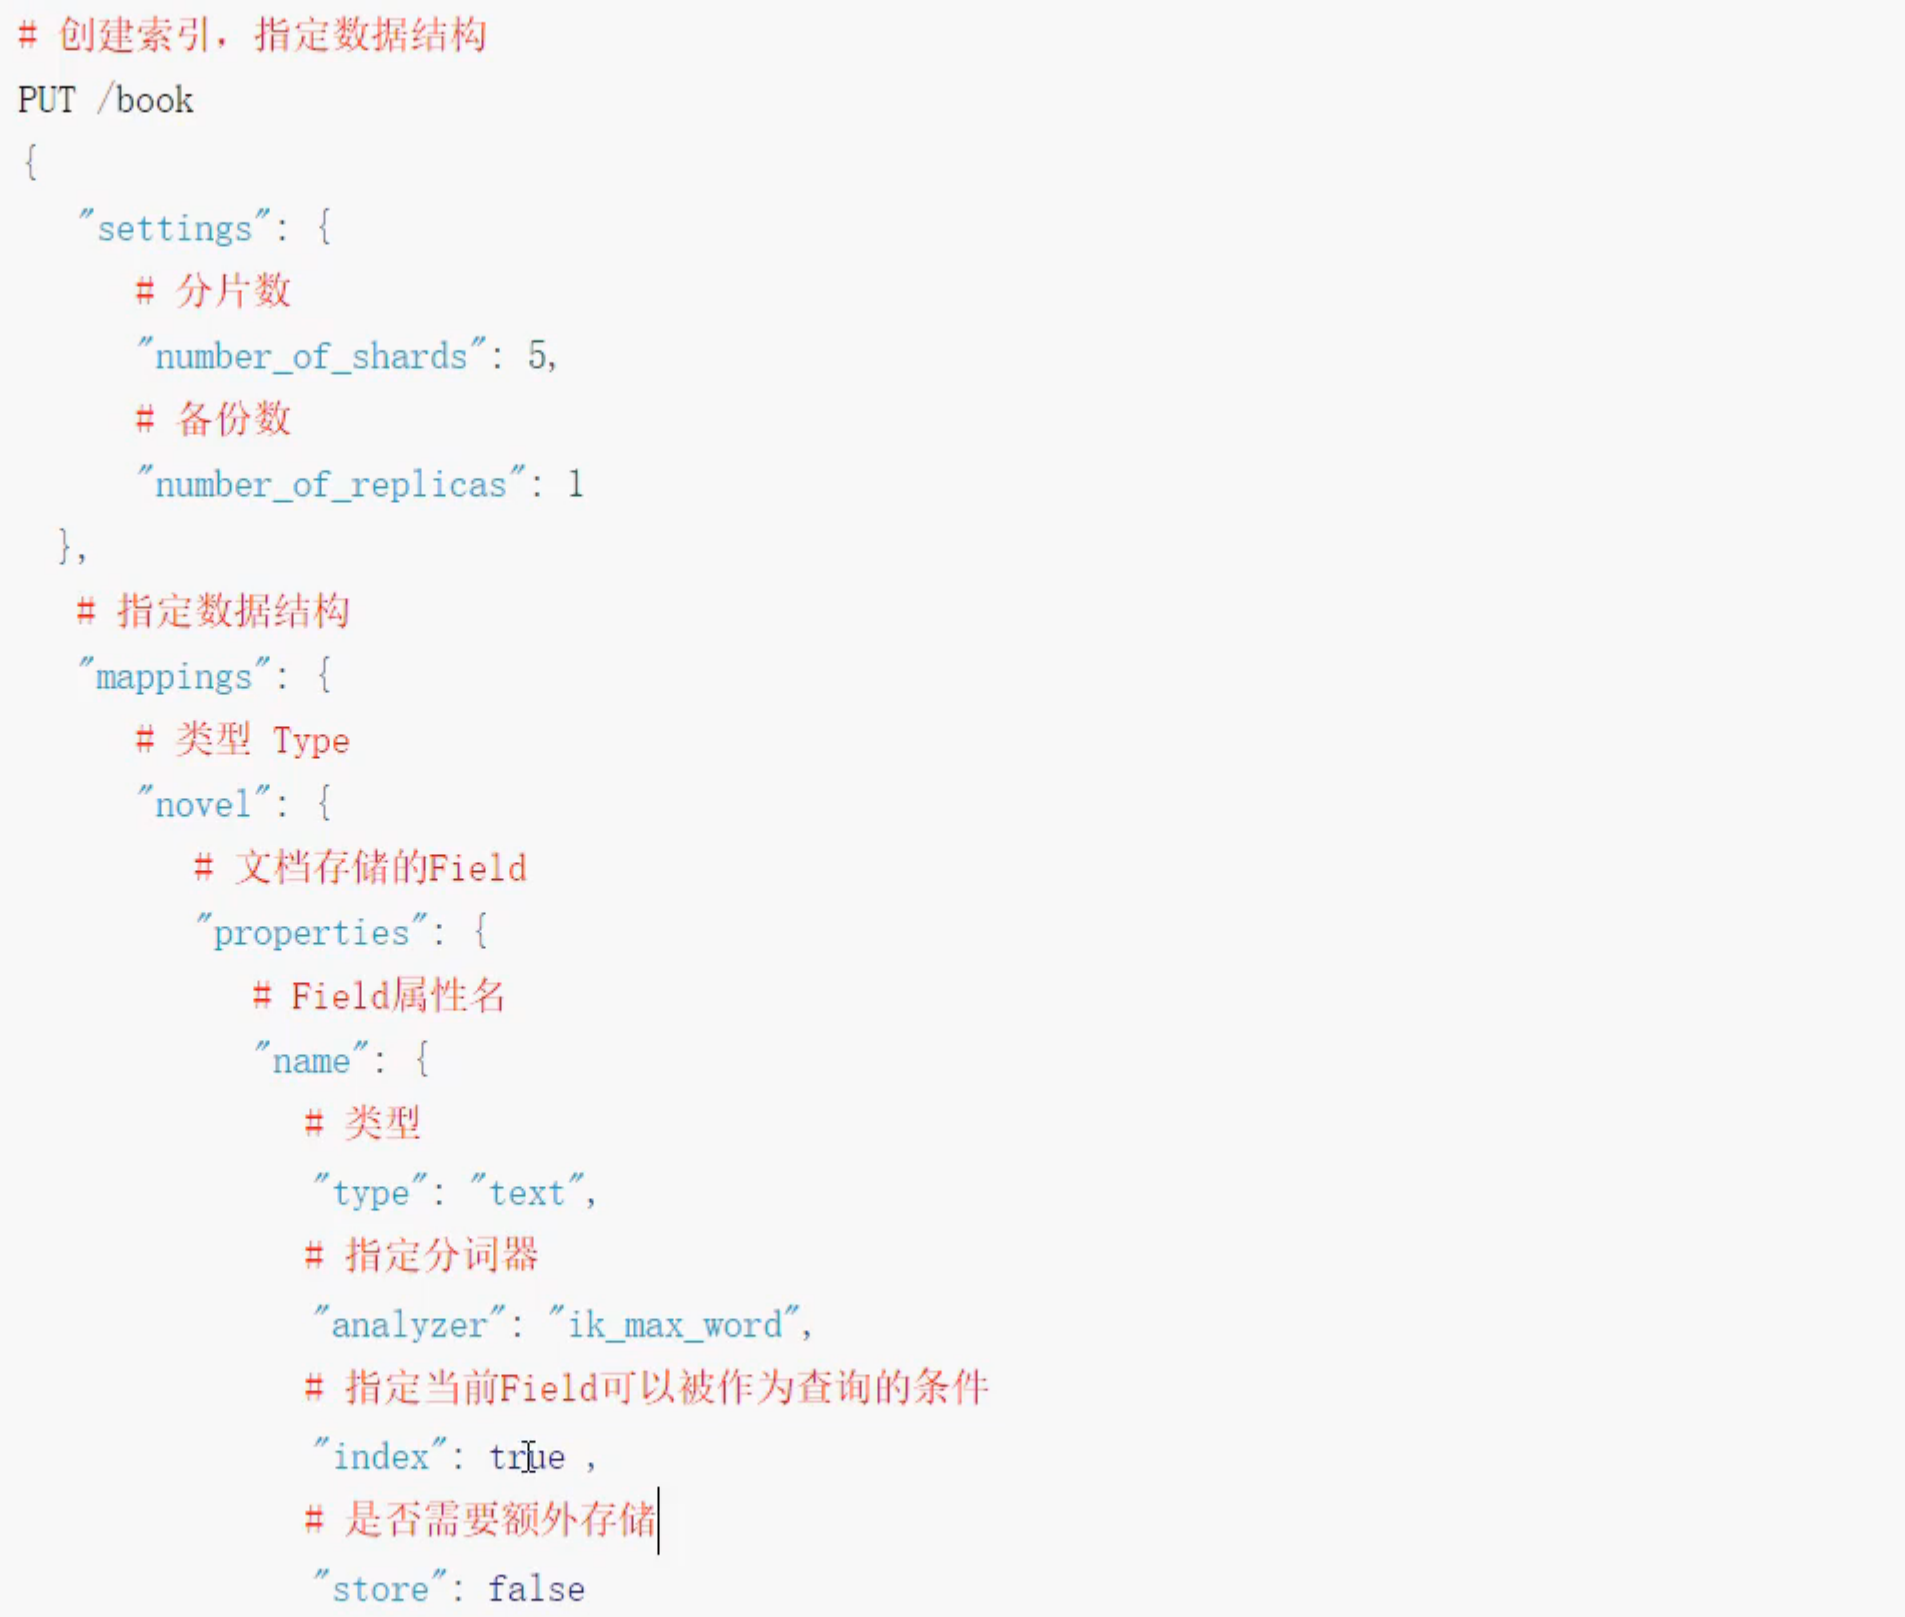 # 创建索引，指定数据结构
PUT /book
{
"settings": {
# 分片数
"number_of_shards": 5,
# 备份数
"number_of_replicas": 1
},
# 指定数据结构
"mappings": {
# 类型 Type
"novel": {
# 文档存储的Field
"properties": {
# Field属性名
"name": {
# 类型
"type": "text",
# 指定分词器
"analyzer": "ik_max_word",
# 指定当前Field可以被作为查询的条件
"index": true ,
# 是否需要额外存储
"store": false